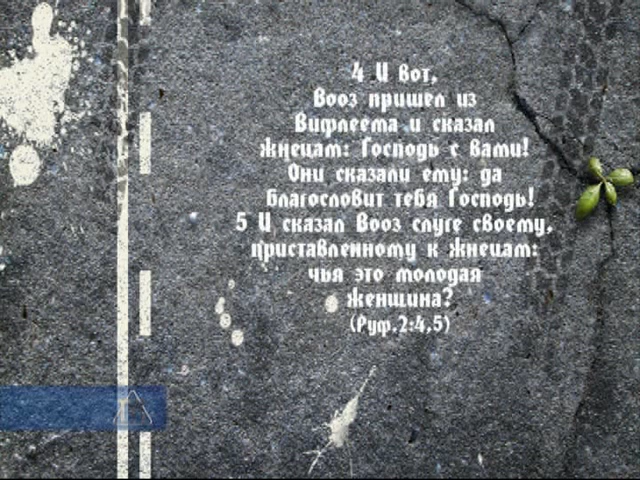 4 И вот,
Вооз пришел из
Вифлеема и сказал
жнецам: Господь с вами!
Они сказали ему: да
благословит тебя Господь!
5 И сказал Вооз слуге своему,
приставленному к жнецам:
чья это молодая
женщина?
(Руф.2:4,5)